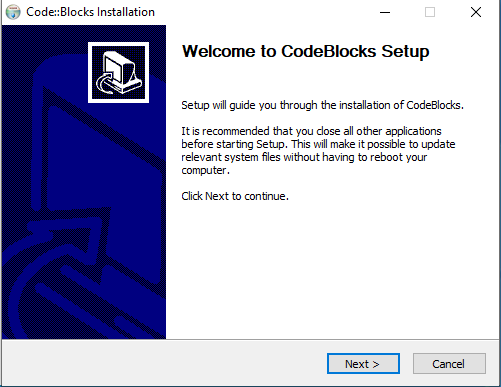 Code::Blocks Installation
Welcome to CodeBlocks Setup
Setup will guide you through the installation of CodeBlocks.
It is recommended that you close all other applications
before starting Setup. This will make it possible to update
relevant system files without having to reboot your
computer.
Click Next to continue.
Next >
Cancel